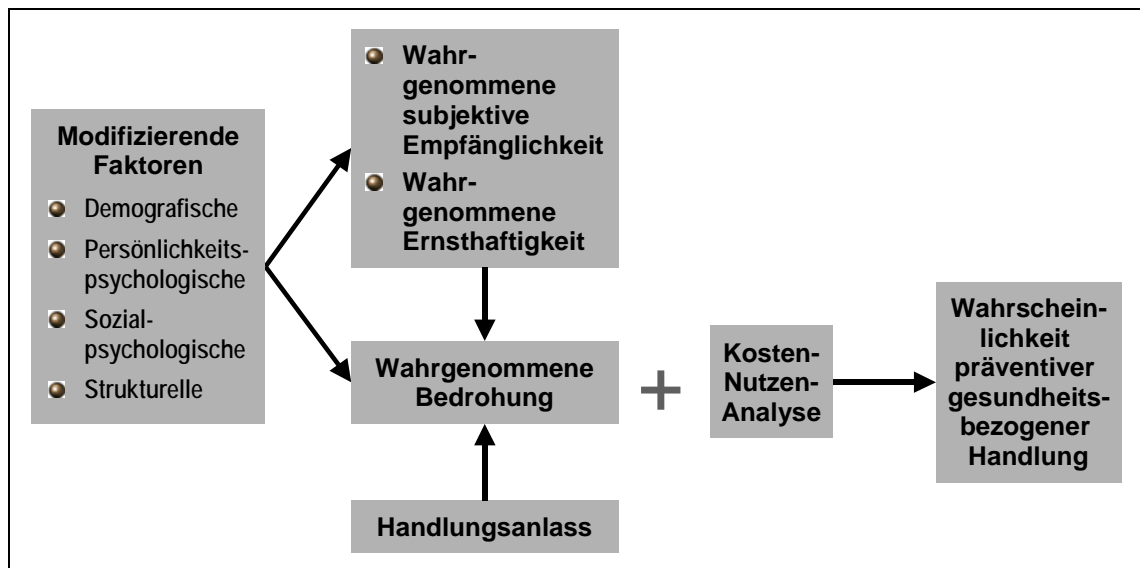 Modifizierende
Faktoren
Demografische
Persönlichkeits-
psychologische
Sozial-
psychologische
Strukturelle
Wahr-
genommene
subjektive
Empfänglichkeit
Wahr-
genommene
Ernsthaftigkeit
Wahrgenommene
Bedrohung
Handlungsanlass
+
Kosten-
Nutzen-
Analyse
Wahrschein-
lichkeit
präventiver
gesundheits-
bezogener
Handlung